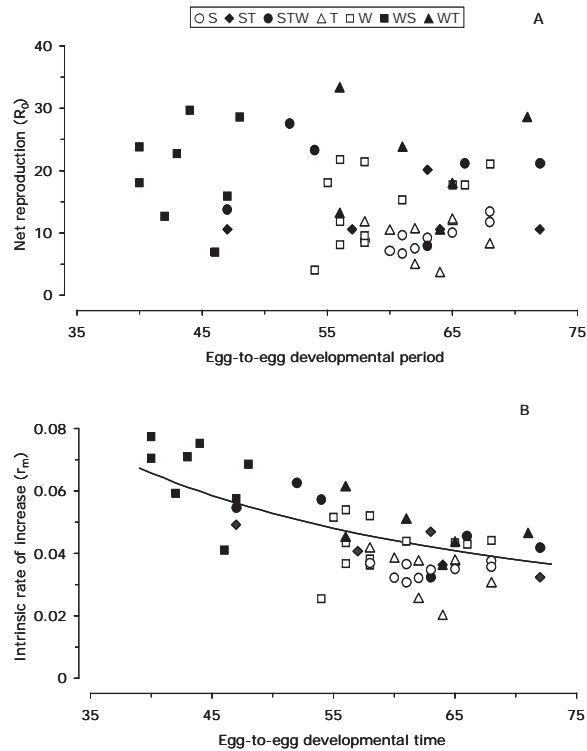 S ST STW T W WS WT
A
40
30
20
10
0
Net reproduction (R0)
35 45 55 65 75
Egg-to-egg developmental period
B
0.08
0.06
0.04
0.02
0
Intrinsic rate of increase (rm)
35 45 55 65 75
Egg-to-egg developmental time